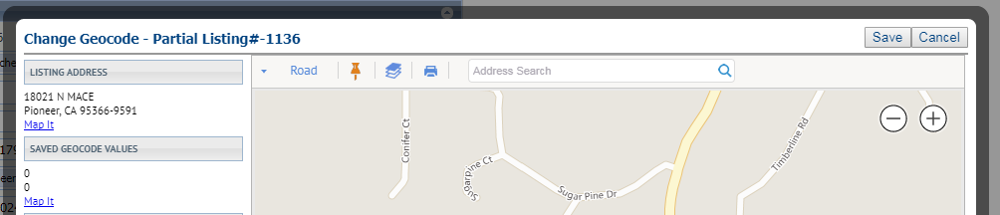 Change Geocode - Partial Listing#-1136
Save
Cancel
LISTING ADDRESS
Road
Address Search
18021 N MACE
Pioneer, CA 95366-9591
Map It
SAVED GEOCODE VALUES
0
0
Map It
Conifer Ct
Sugarpine Ct
Sugar Pine Dr
Timberline Rd